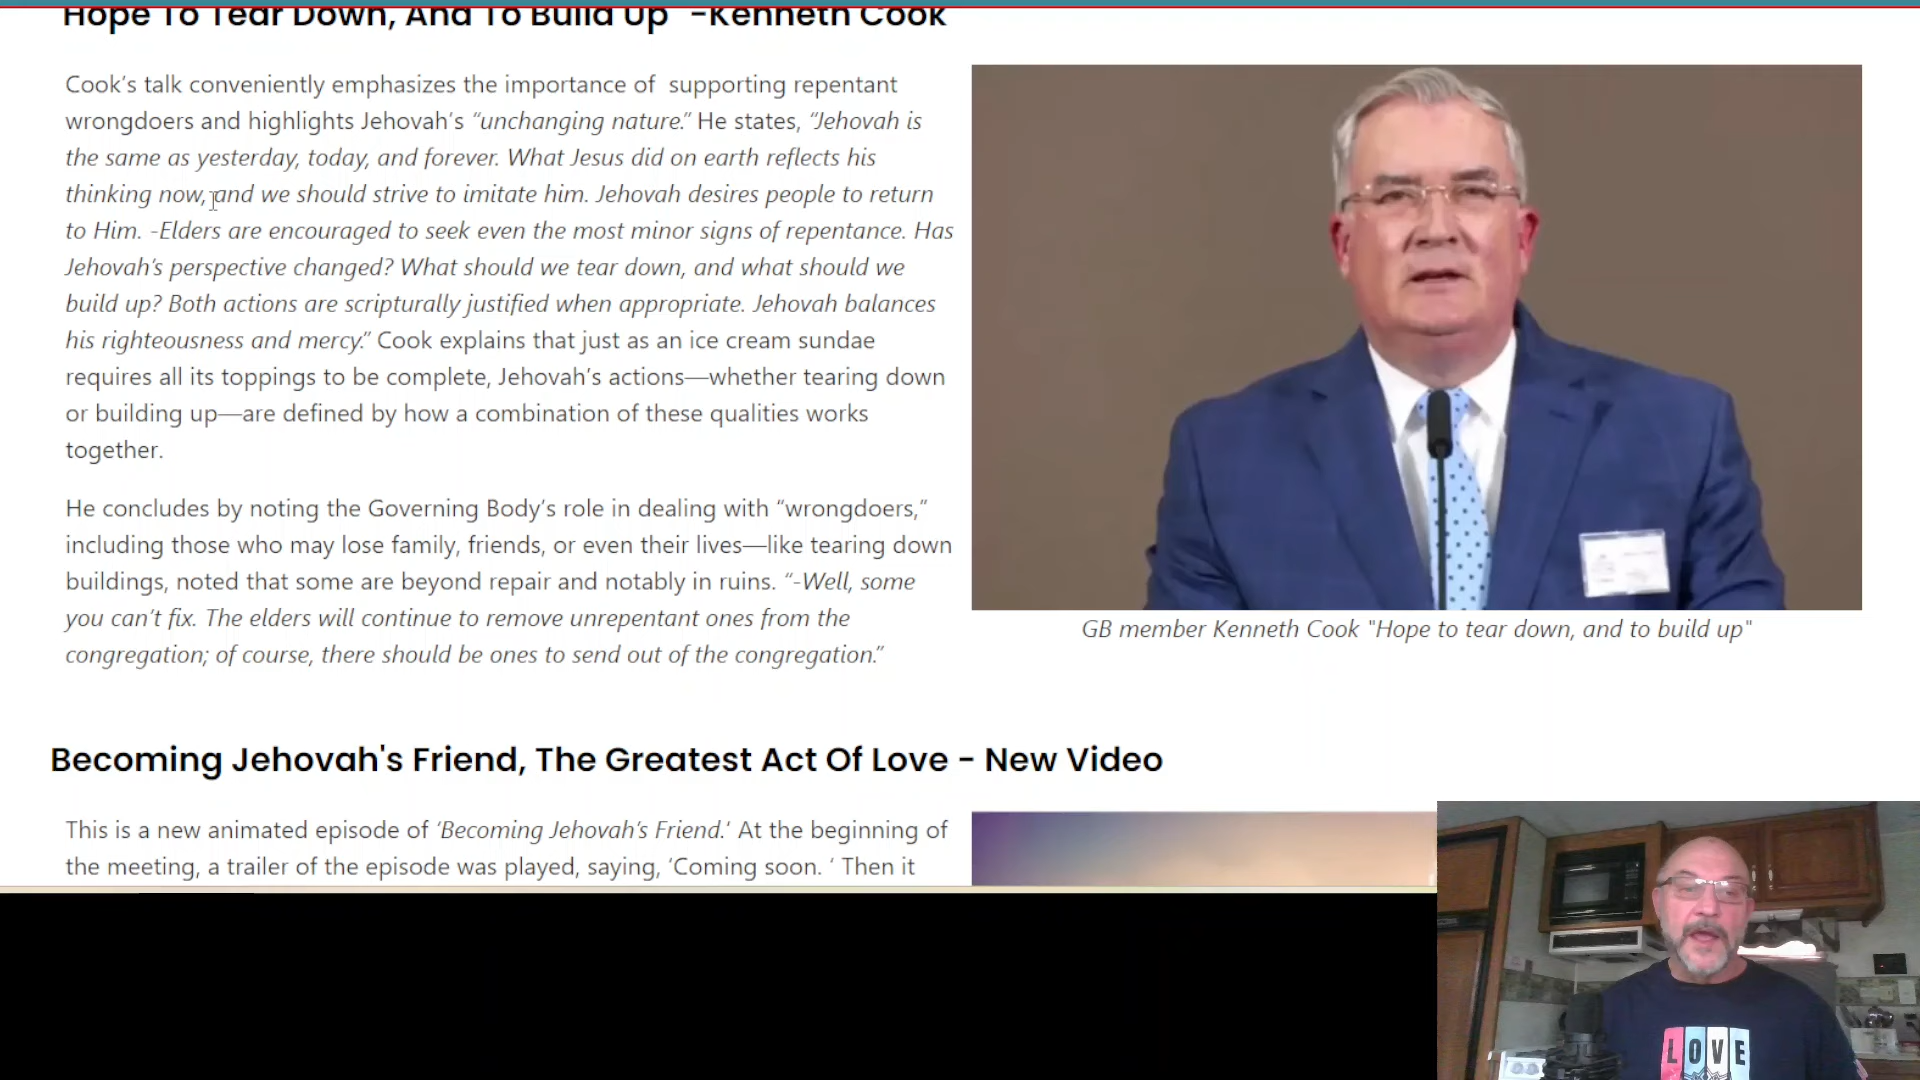 Hope To Tear Down, And To Build Up" -Kenneth Cook
Cook's talk conveniently emphasizes the importance of  supporting repentant
wrongdoers and highlights Jehovah's "unchanging nature." He states, "Jehovah is
the same as yesterday, today, and forever. What Jesus did on earth reflects his
thinking now, and we should strive to imitate him. Jehovah desires people to return
to Him. -Elders are encouraged to seek even the most minor signs of repentance. Has
Jehovah's perspective changed? What should we tear down, and what should we
build up? Both actions are scripturally justified when appropriate. Jehovah balances
his righteousness and mercy." Cook explains that just as an ice cream sundae
requires all its toppings to be complete, Jehovah's actions—whether tearing down
or building up—are defined by how a combination of these qualities works
together.
He concludes by noting the Governing Body's role in dealing with "wrongdoers,"
including those who may lose family, friends, or even their lives—like tearing down
buildings, noted that some are beyond repair and notably in ruins. "-Well, some
you can't fix. The elders will continue to remove unrepentant ones from the
congregation; of course, there should be ones to send out of the congregation."
GB member Kenneth Cook "Hope to tear down, and to build up"
Becoming Jehovah's Friend, The Greatest Act Of Love - New Video
This is a new animated episode of 'Becoming Jehovah's Friend.' At the beginning of
the meeting, a trailer of the episode was played, saying, 'Coming soon. ' Then it
LOVE